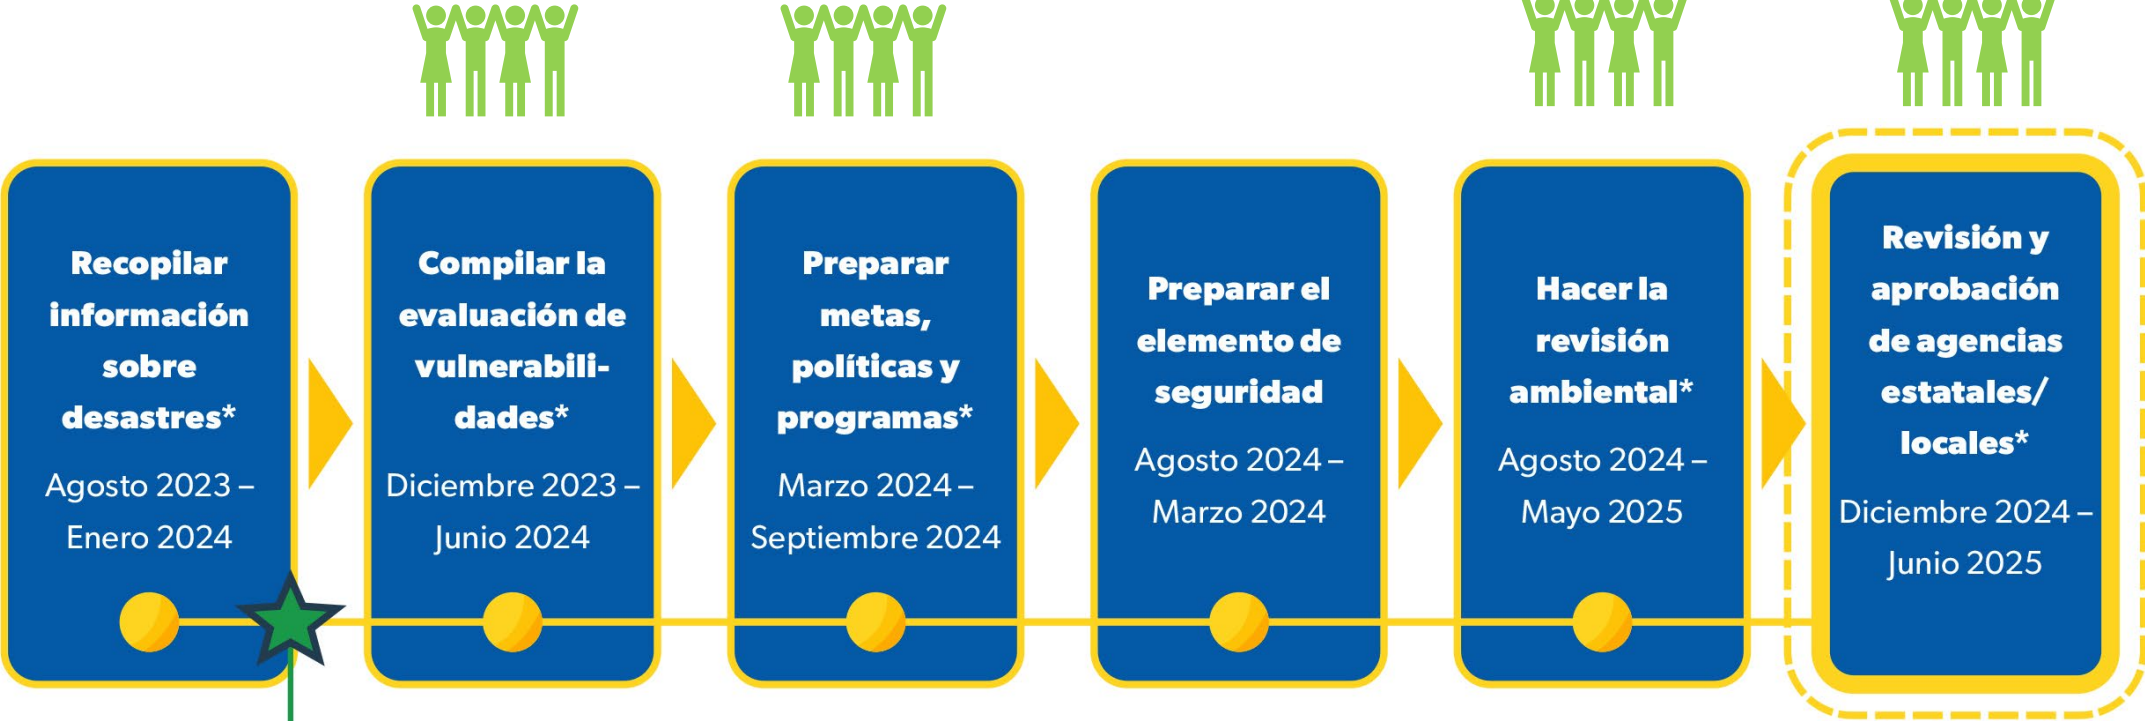 Recopilar
información
sobre
desastres*
Agosto 2023 –
Enero 2024
Compilar la
evaluación de
vulnerabili-
dades*
Diciembre 2023 –
Junio 2024
Preparar
metas,
políticas y
programas*
Marzo 2024 –
Septiembre 2024
Preparar el
elemento de
seguridad
Agosto 2024 –
Marzo 2024
Hacer la
revisión
ambiental*
Agosto 2024 –
Mayo 2025
Revisión y
aprobación
de agencias
estatales/
locales*
Diciembre 2024 –
Junio 2025